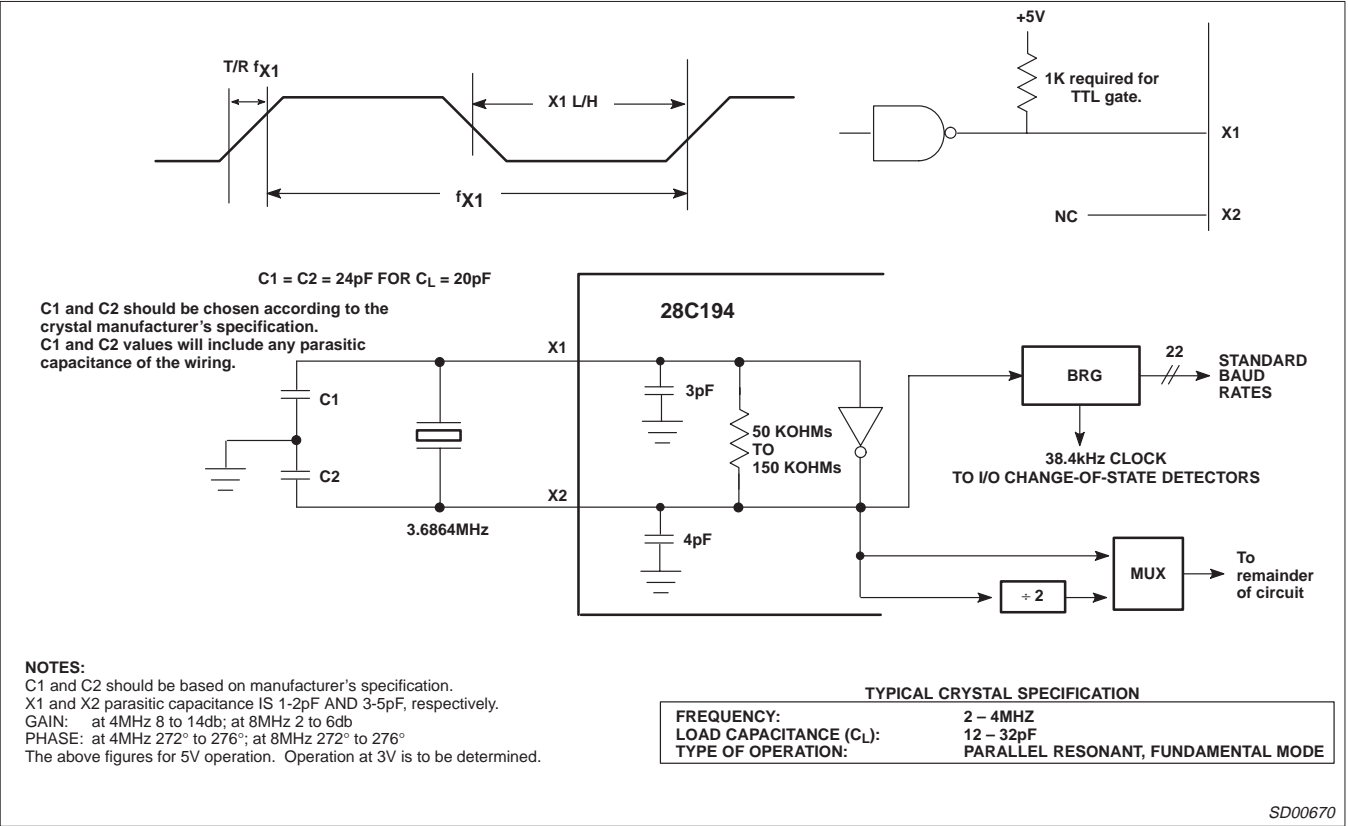 +5V
T/R fX1
X1 L/H
1K required for
TTL gate.
X1
fX1
NC
X2
C1 = C2 = 24pF FOR CL = 20pF
C1 and C2 should be chosen according to the
crystal manufacturer's specification.
C1 and C2 values will include any parasitic
capacitance of the wiring.
28C194
X1
3pF
C1
50 KOHMs
TO
150 KOHMs
C2
X2
3.6864MHz
4pF
BRG
22
STANDARD
BAUD
RATES
38.4kHz CLOCK
TO I/O CHANGE-OF-STATE DETECTORS
MUX
÷ 2
To
remainder
of circuit
NOTES:
C1 and C2 should be based on manufacturer's specification.
X1 and X2 parasitic capacitance IS 1-2pF AND 3-5pF, respectively.
GAIN: at 4MHz 8 to 14db; at 8MHz 2 to 6db
PHASE: at 4MHz 272° to 276°; at 8MHz 272° to 276°
The above figures for 5V operation. Operation at 3V is to be determined.
TYPICAL CRYSTAL SPECIFICATION
FREQUENCY: 2 – 4MHZ
LOAD CAPACITANCE (CL): 12 – 32pF
TYPE OF OPERATION: PARALLEL RESONANT, FUNDAMENTAL MODE
SD00670